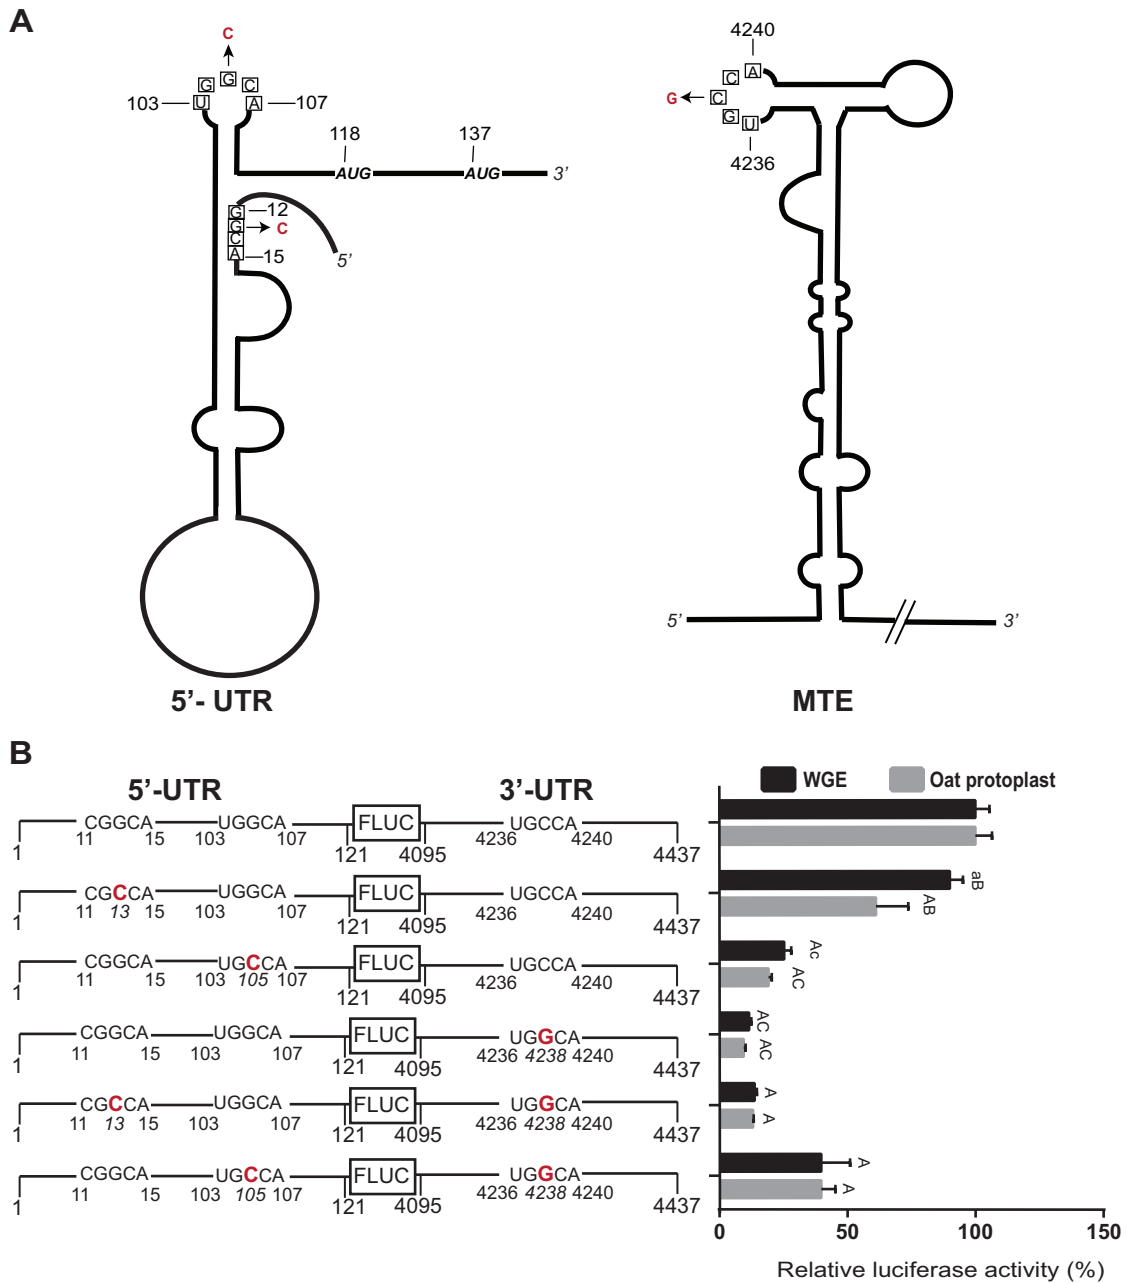 A
C
G
G C
103 U A 107
118 137
AUG AUG 3'
G 12
G C
C
A 15
5'
5'- UTR
4240
C A
G C
G U
4236
5' 3'
MTE
B
5'-UTR 3'-UTR
WGE Oat protoplast
CGGCA UGGCA FLUC UGCCA
1 11 15 103 107 121 4095 4236 4240 4437
CGCCA UGGCA FLUC UGCCA aB
1 11 13 15 103 107 121 4095 4236 4240 4437 AB
CGGCA UGCCA FLUC UGCCA Ac
1 11 15 103 105 107 121 4095 4236 4240 4437 AC
CGGCA UGGCA FLUC UGGCA AC
1 11 15 103 107 121 4095 4236 4238 4240 4437 AC
CGCCA UGGCA FLUC UGGCA A
1 11 13 15 103 107 121 4095 4236 4238 4240 4437 A
CGGCA UGCCA FLUC UGGCA A
1 11 15 103 105 107 121 4095 4236 4238 4240 4437 A
0 50 100 150
Relative luciferase activity (%)